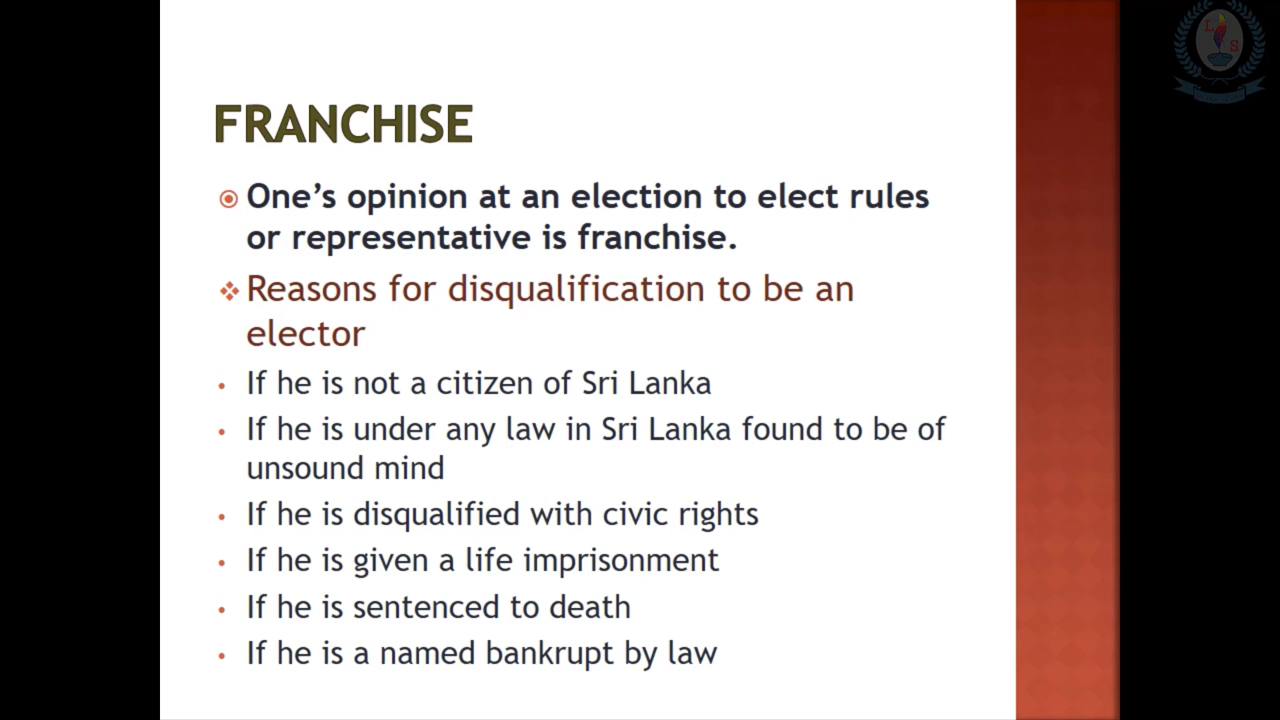 L
S
FRANCHISE
One’s opinion at an election to elect rules
or representative is franchise.
Reasons for disqualification to be an
elector
If he is not a citizen of Sri Lanka
If he is under any law in Sri Lanka found to be of
unsound mind
If he is disqualified with civic rights
If he is given a life imprisonment
If he is sentenced to death
If he is a named bankrupt by law